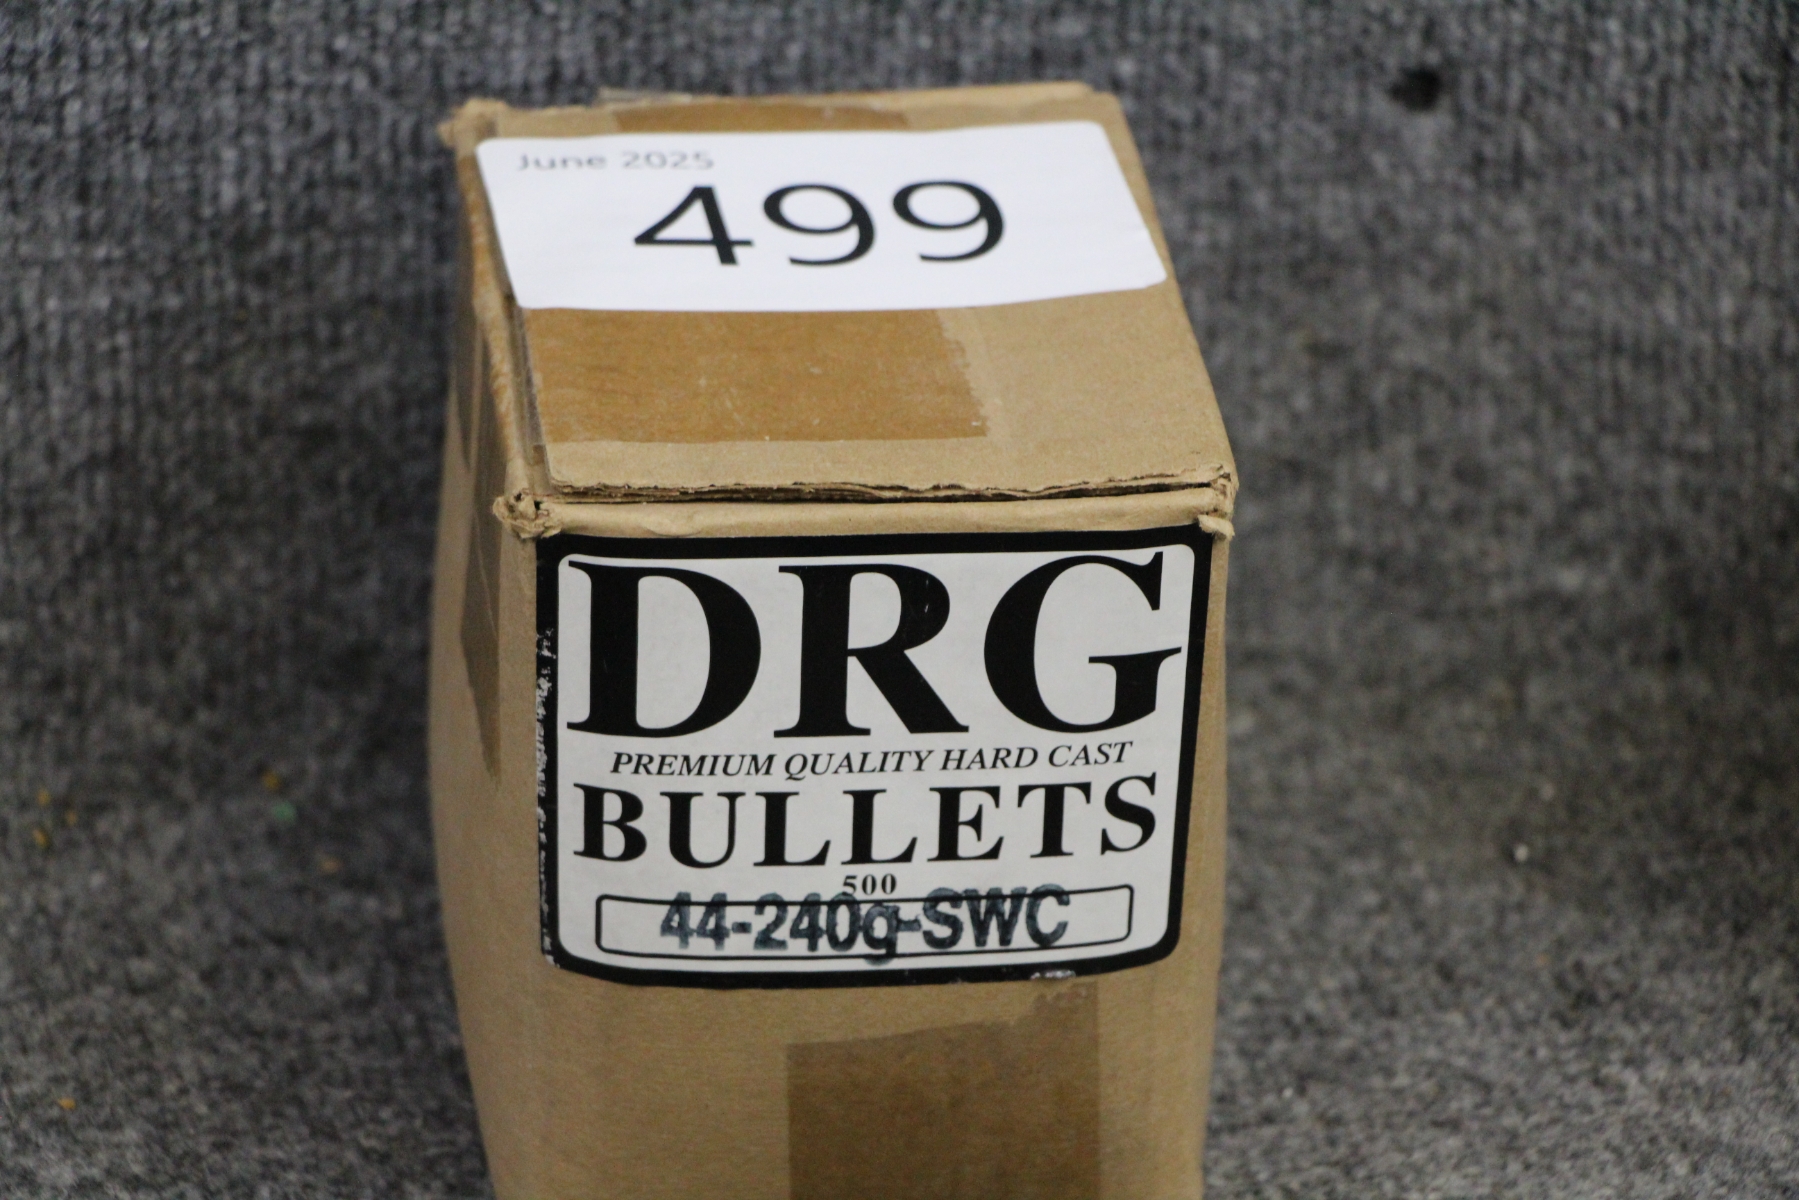 June 2025
499
DRG
PREMIUM QUALITY HARD CAST
BULLETS
500
44-240g-SWC